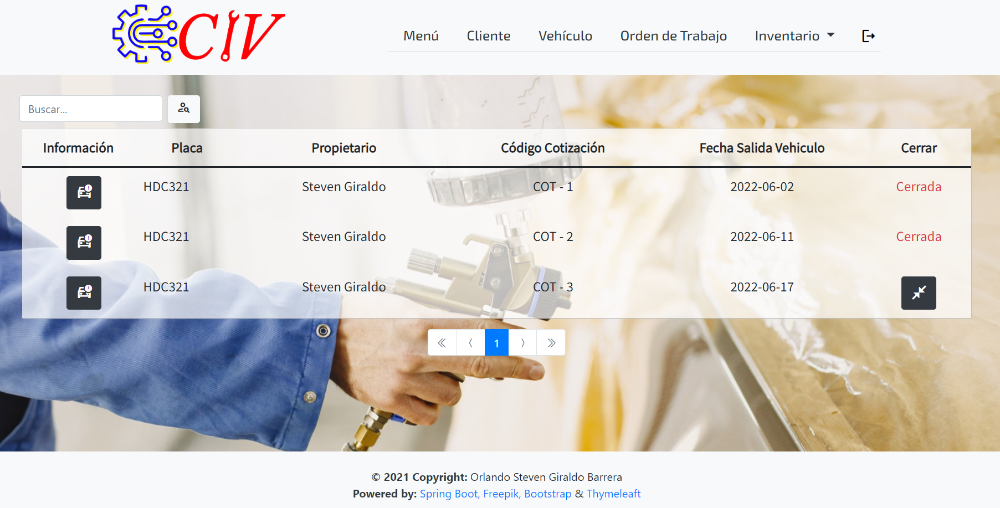 CIV
Menú Cliente Vehículo Orden de Trabajo Inventario
Buscar...
Información Placa Propietario Código Cotización Fecha Salida Vehiculo Cerrar
HDC321 Steven Giraldo COT - 1 2022-06-02 Cerrada
HDC321 Steven Giraldo COT - 2 2022-06-11 Cerrada
HDC321 Steven Giraldo COT - 3 2022-06-17
« ‹ 1 › »
© 2021 Copyright: Orlando Steven Giraldo Barrera
Powered by: Spring Boot, Freepik, Bootstrap & Thymeleaft